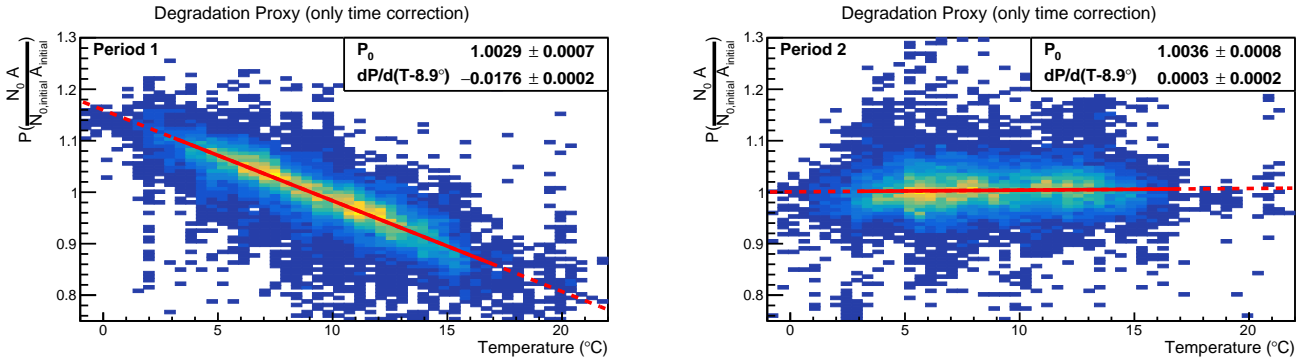 Degradation Proxy (only time correction)
P( N₀ A / N₀,initial A initial )
1.3
1.2
1.1
1
0.9
0.8
Period 1
P₀ 1.0029 ± 0.0007
dP/d(T-8.9°) −0.0176 ± 0.0002
0 5 10 15 20
Temperature (°C)
Degradation Proxy (only time correction)
P( N₀ A / N₀,initial A initial )
1.3
1.2
1.1
1
0.9
0.8
Period 2
P₀ 1.0036 ± 0.0008
dP/d(T-8.9°) 0.0003 ± 0.0002
0 5 10 15 20
Temperature (°C)